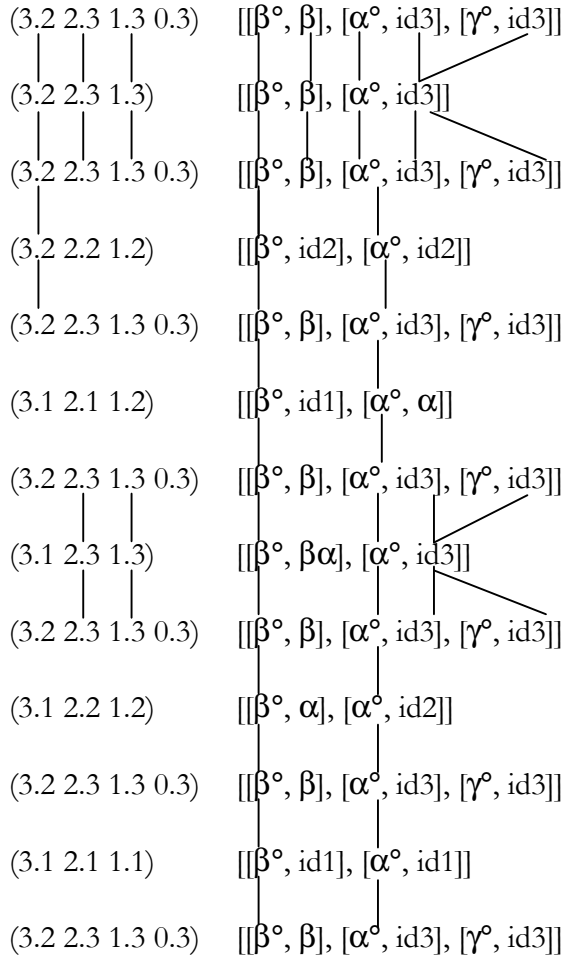 (3.2 2.3 1.3 0.3) [[β°, β], [α°, id3], [γ°, id3]]
(3.2 2.3 1.3) [[β°, β], [α°, id3]]
(3.2 2.3 1.3 0.3) [[β°, β], [α°, id3], [γ°, id3]]
(3.2 2.2 1.2) [[β°, id2], [α°, id2]]
(3.2 2.3 1.3 0.3) [[β°, β], [α°, id3], [γ°, id3]]
(3.1 2.1 1.2) [[β°, id1], [α°, α]]
(3.2 2.3 1.3 0.3) [[β°, β], [α°, id3], [γ°, id3]]
(3.1 2.3 1.3) [[β°, βα], [α°, id3]]
(3.2 2.3 1.3 0.3) [[β°, β], [α°, id3], [γ°, id3]]
(3.1 2.2 1.2) [[β°, α], [α°, id2]]
(3.2 2.3 1.3 0.3) [[β°, β], [α°, id3], [γ°, id3]]
(3.1 2.1 1.1) [[β°, id1], [α°, id1]]
(3.2 2.3 1.3 0.3) [[β°, β], [α°, id3], [γ°, id3]]